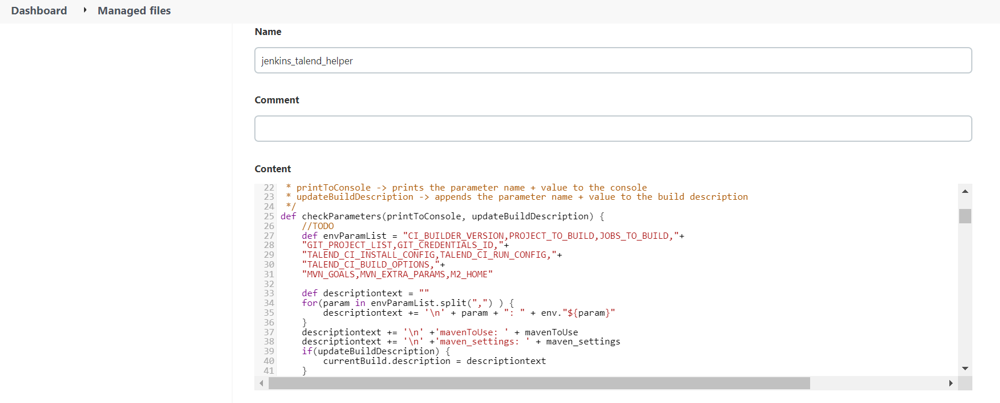 Dashboard Managed files
Name
jenkins_talend_helper
Comment
Content
22 * printToConsole -> prints the parameter name + value to the console
23 * updateBuildDescription -> appends the parameter name + value to the build description
24 */
25 def checkParameters(printToConsole, updateBuildDescription) {
26 //TODO
27 def envParamList = "CI_BUILDER_VERSION,PROJECT_TO_BUILD,JOBS_TO_BUILD,"+
28 "GIT_PROJECT_LIST,GIT_CREDENTIALS_ID,"+
29 "TALEND_CI_INSTALL_CONFIG,TALEND_CI_RUN_CONFIG,"+
30 "TALEND_CI_BUILD_OPTIONS,"+
31 "MVN_GOALS,MVN_EXTRA_PARAMS,M2_HOME"
32
33 def descriptiontext = ""
34 for(param in envParamList.split(",") ) {
35 descriptiontext += '\n' + param + ": " + env."${param}"
36 }
37 descriptiontext += '\n' +'mavenToUse: ' + mavenToUse
38 descriptiontext += '\n' +'maven_settings: ' + maven_settings
39 if(updateBuildDescription) {
40 currentBuild.description = descriptiontext
41 }